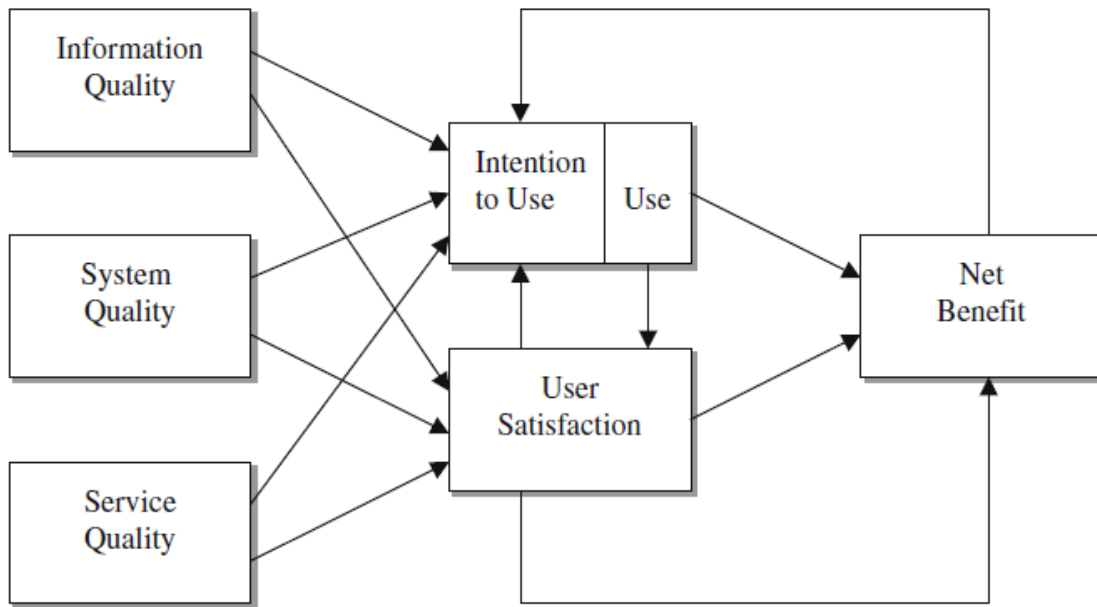 Information
Quality
Intention
to Use
Use
System
Quality
Net
Benefit
User
Satisfaction
Service
Quality